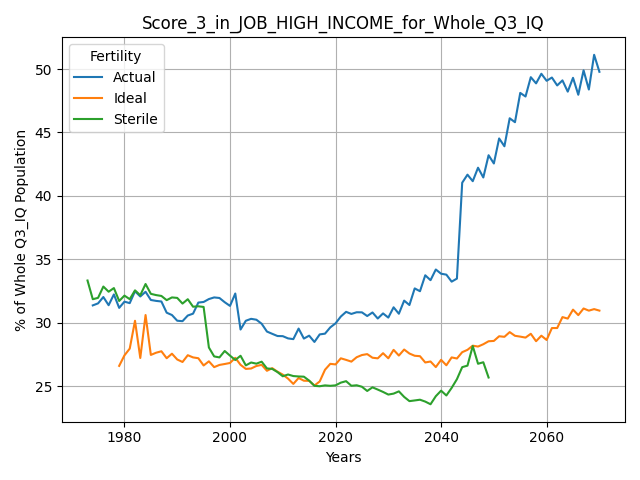 Score_3_in_JOB_HIGH_INCOME_for_Whole_Q3_IQ
Fertility
Actual
Ideal
Sterile
% of Whole Q3_IQ Population
50
45
40
35
30
25
1980
2000
2020
2040
2060
Years